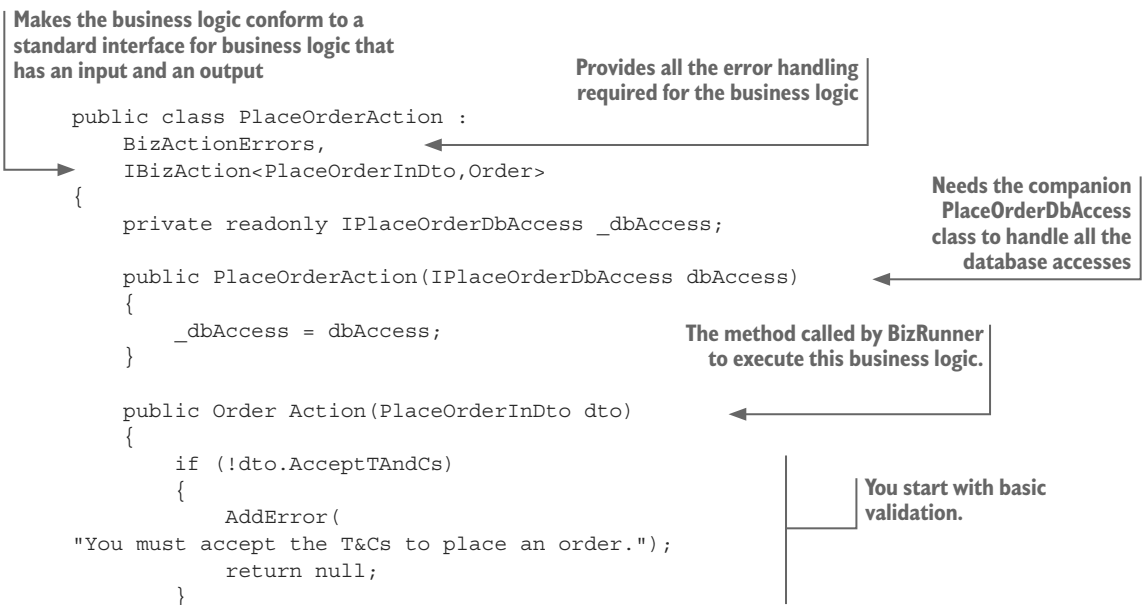 Makes the business logic conform to a
standard interface for business logic that
has an input and an output
Provides all the error handling
required for the business logic
public class PlaceOrderAction :
BizActionErrors,
IBizAction<PlaceOrderInDto,Order>
{
Needs the companion
PlaceOrderDbAccess
class to handle all the
database accesses
private readonly IPlaceOrderDbAccess _dbAccess;
public PlaceOrderAction(IPlaceOrderDbAccess dbAccess)
{
_dbAccess = dbAccess;
}
The method called by BizRunner
to execute this business logic.
public Order Action(PlaceOrderInDto dto)
{
if (!dto.AcceptTAndCs)
{
You start with basic
validation.
AddError(
"You must accept the T&Cs to place an order.");
return null;
}